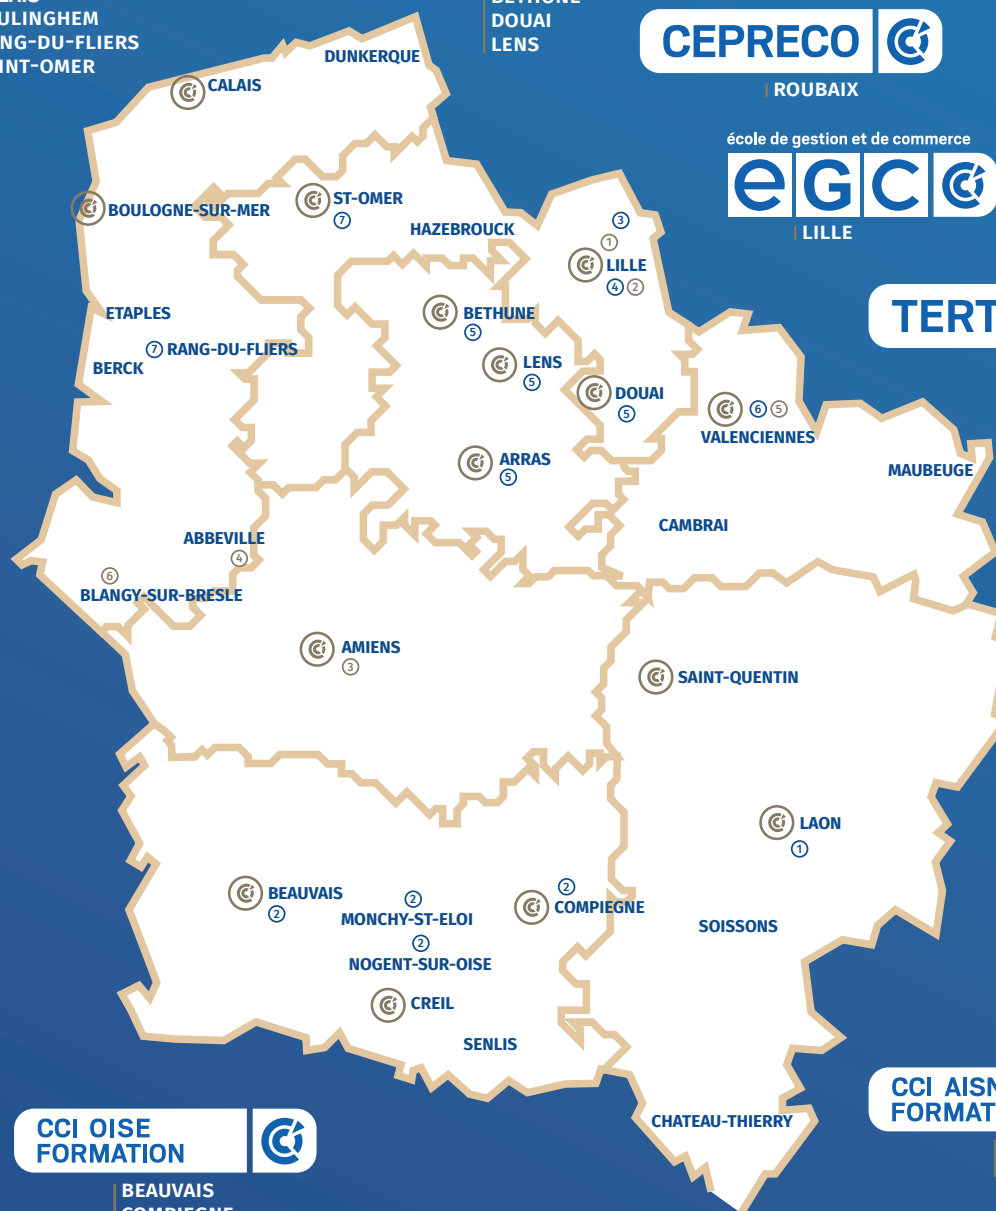 ULINGHEM
NG-DU-FLIERS
INT-OMER
DOUAI
LENS
CEPRECO
ROUBAIX
école de gestion et de commerce
eGC
LILLE
DUNKERQUE
CALAIS
BOULOGNE-SUR-MER
ST-OMER
7
HAZEBROUCK
3
1
LILLE
4 2
ETAPLES
BETHUNE
5
TERT
7 RANG-DU-FLIERS
BERCK
LENS
5
DOUAI
5
6 5
VALENCIENNES
ARRAS
5
MAUBEUGE
CAMBRAI
ABBEVILLE
4
6
BLANGY-SUR-BRESLE
AMIENS
3
SAINT-QUENTIN
LAON
1
BEAUVAIS
2
2
MONCHY-ST-ELOI
2
NOGENT-SUR-OISE
2
COMPIEGNE
SOISSONS
CREIL
SENLIS
CHATEAU-THIERRY
CCI AISN
FORMAT
CCI OISE
FORMATION
BEAUVAIS
COMPIEGNE